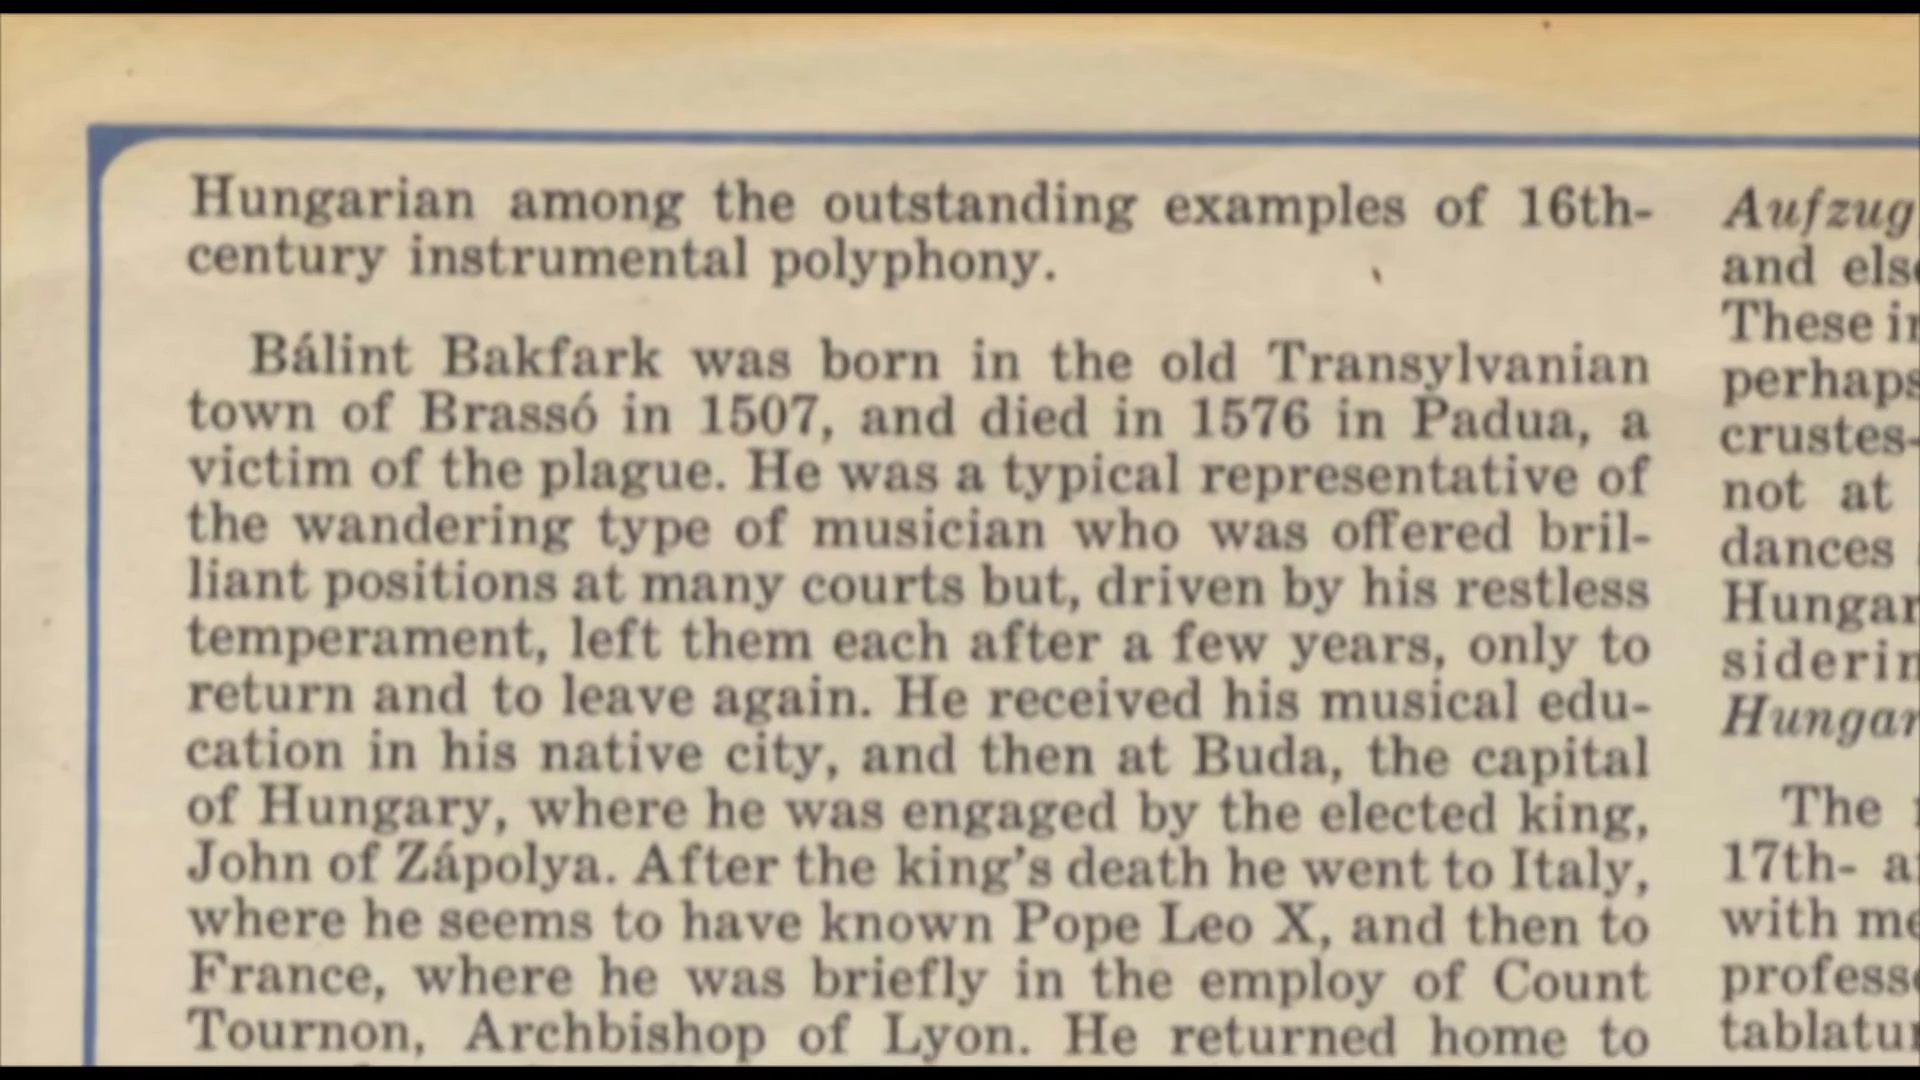 Hungarian among the outstanding examples of 16th-
century instrumental polyphony.
Bálint Bakfark was born in the old Transylvanian
town of Brassó in 1507, and died in 1576 in Padua, a
victim of the plague. He was a typical representative of
the wandering type of musician who was offered bril-
liant positions at many courts but, driven by his restless
temperament, left them each after a few years, only to
return and to leave again. He received his musical edu-
cation in his native city, and then at Buda, the capital
of Hungary, where he was engaged by the elected king,
John of Zápolya. After the king's death he went to Italy,
where he seems to have known Pope Leo X, and then to
France, where he was briefly in the employ of Count
Tournon, Archbishop of Lyon. He returned home to
Aufzug
and
These
perhaps
crustes-
not at
dances
Hungar
siderin
Hungar
The
17th-
with me
profess
tablatu